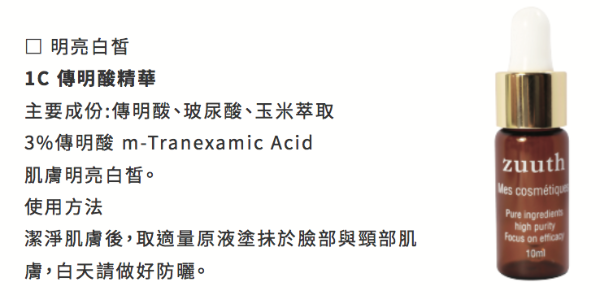 □ 明亮白皙
1C 傳明酸精華
主要成份:傳明酸、玻尿酸、玉米萃取
3%傳明酸 m-Tranexamic Acid
肌膚明亮白皙。
使用方法
潔淨肌膚後,取適量原液塗抹於臉部與頸部肌
膚,白天請做好防曬。
zuuth
Mes cosmétiques
Pure ingredients
high purity
Focus on efficacy
10ml